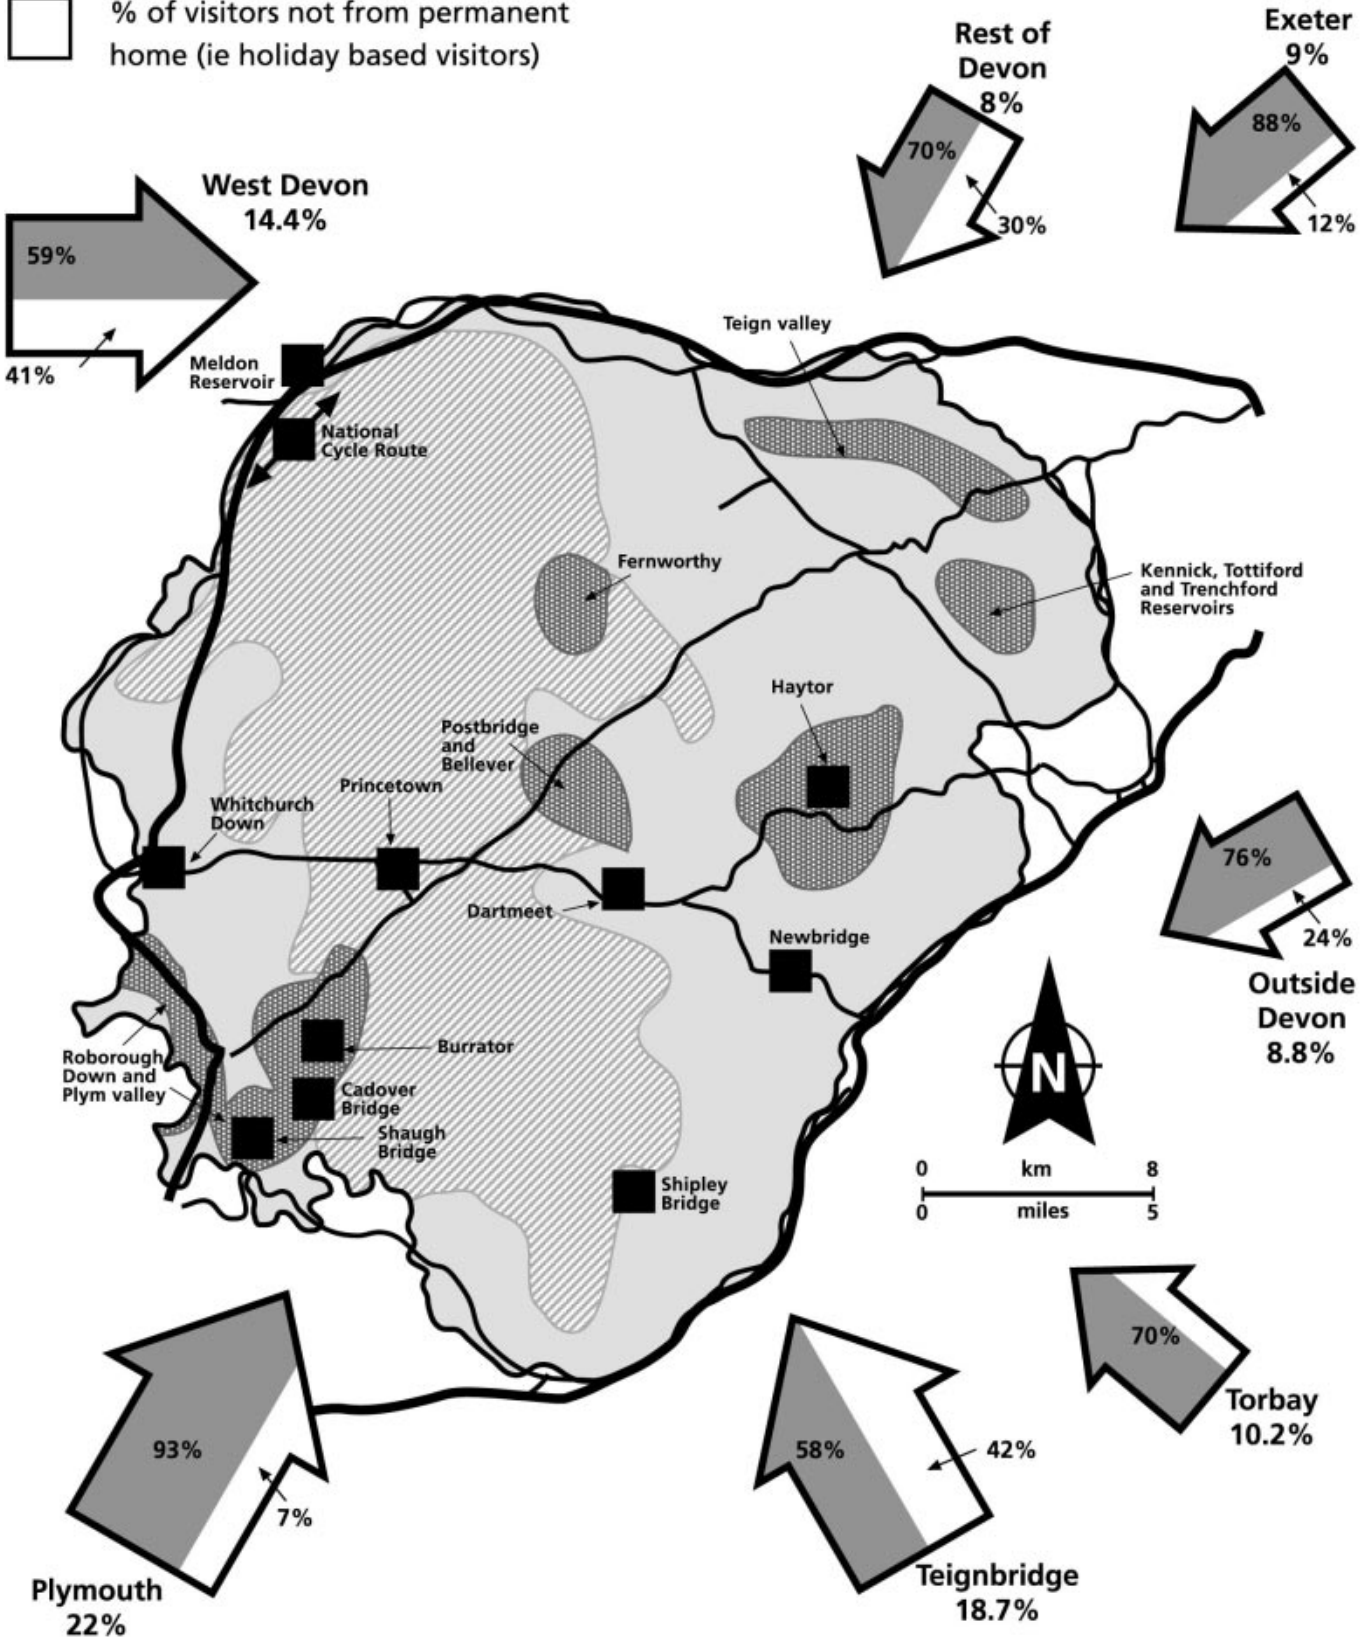 % of visitors not from permanent
home (ie holiday based visitors)
Rest of
Devon
8%
70%
30%
Exeter
9%
88%
12%
West Devon
14.4%
59%
41%
Teign valley
Meldon
Reservoir
National
Cycle Route
Fernworthy
Kennick, Tottiford
and Trenchford
Reservoirs
Haytor
Postbridge
and
Bellever
Princetown
Whitchurch
Down
Dartmeet
Newbridge
76%
24%
Outside
Devon
8.8%
Roborough
Down and
Plym valley
Burrator
Cadover
Bridge
Shaugh
Bridge
Shipley
Bridge
N
0 km 8
0 miles 5
70%
Torbay
10.2%
93%
7%
Plymouth
22%
58%
42%
Teignbridge
18.7%